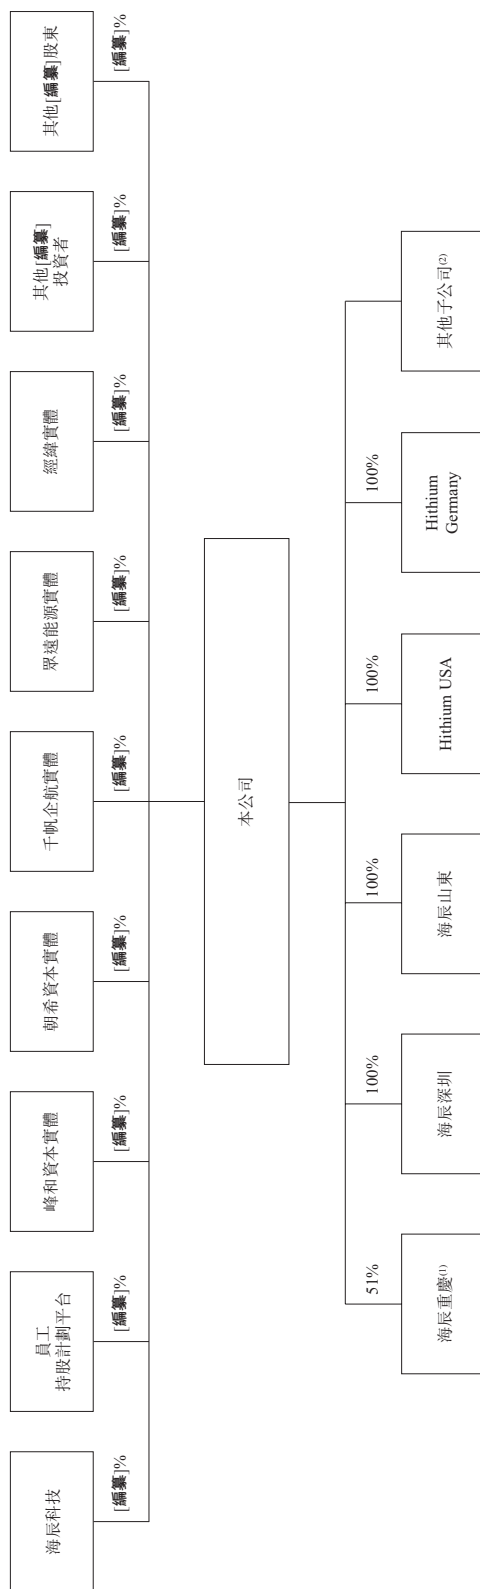 海辰科技
員工
持股計劃平台
峰和資本實體
朝希資本實體
千帆企航實體
眾遠能源實體
經緯實體
其他[編纂]
投資者
其他[編纂]股東
[編纂]%
[編纂]%
[編纂]%
[編纂]%
[編纂]%
[編纂]%
[編纂]%
[編纂]%
[編纂]%
本公司
51%
100%
100%
100%
100%
海辰重慶(1)
海辰深圳
海辰山東
Hithium USA
Hithium
Germany
其他子公司(2)